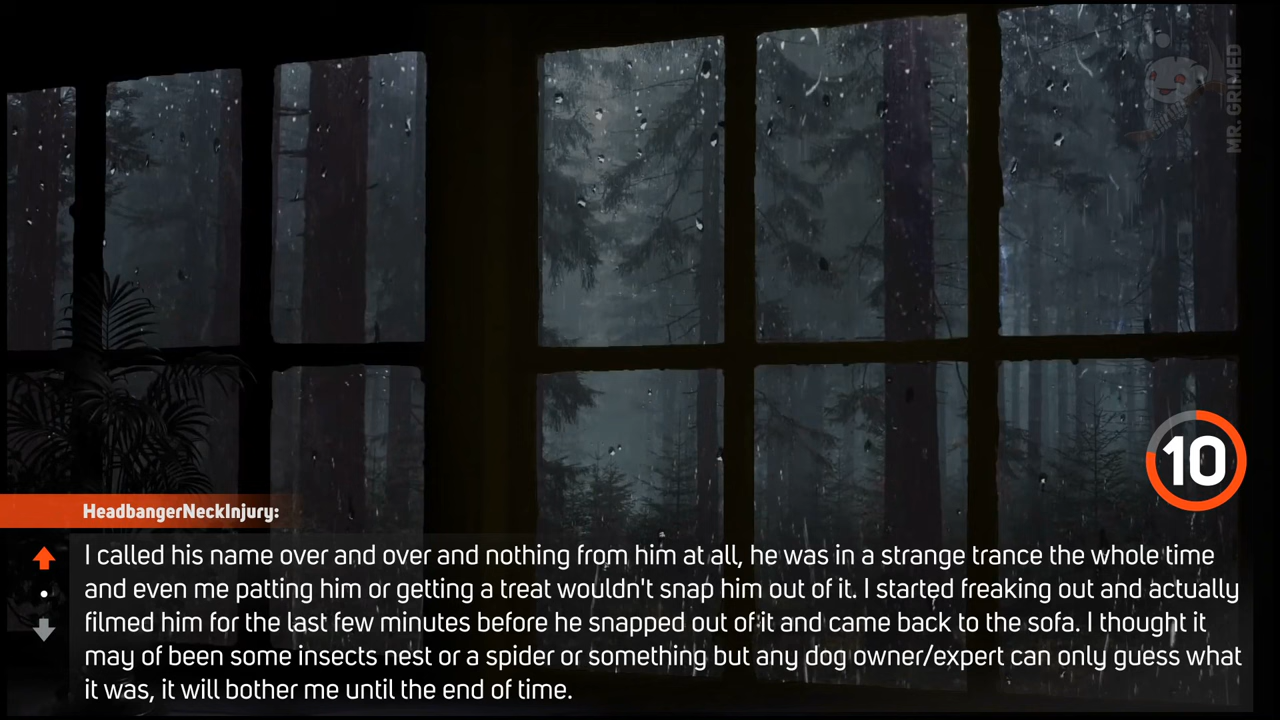 MR. GRIMED
10
HeadbangerNeckInjury:
I called his name over and over and nothing from him at all, he was in a strange trance the whole time
and even me patting him or getting a treat wouldn't snap him out of it. I started freaking out and actually
filmed him for the last few minutes before he snapped out of it and came back to the sofa. I thought it
may of been some insects nest or a spider or something but any dog owner/expert can only guess what
it was, it will bother me until the end of time.